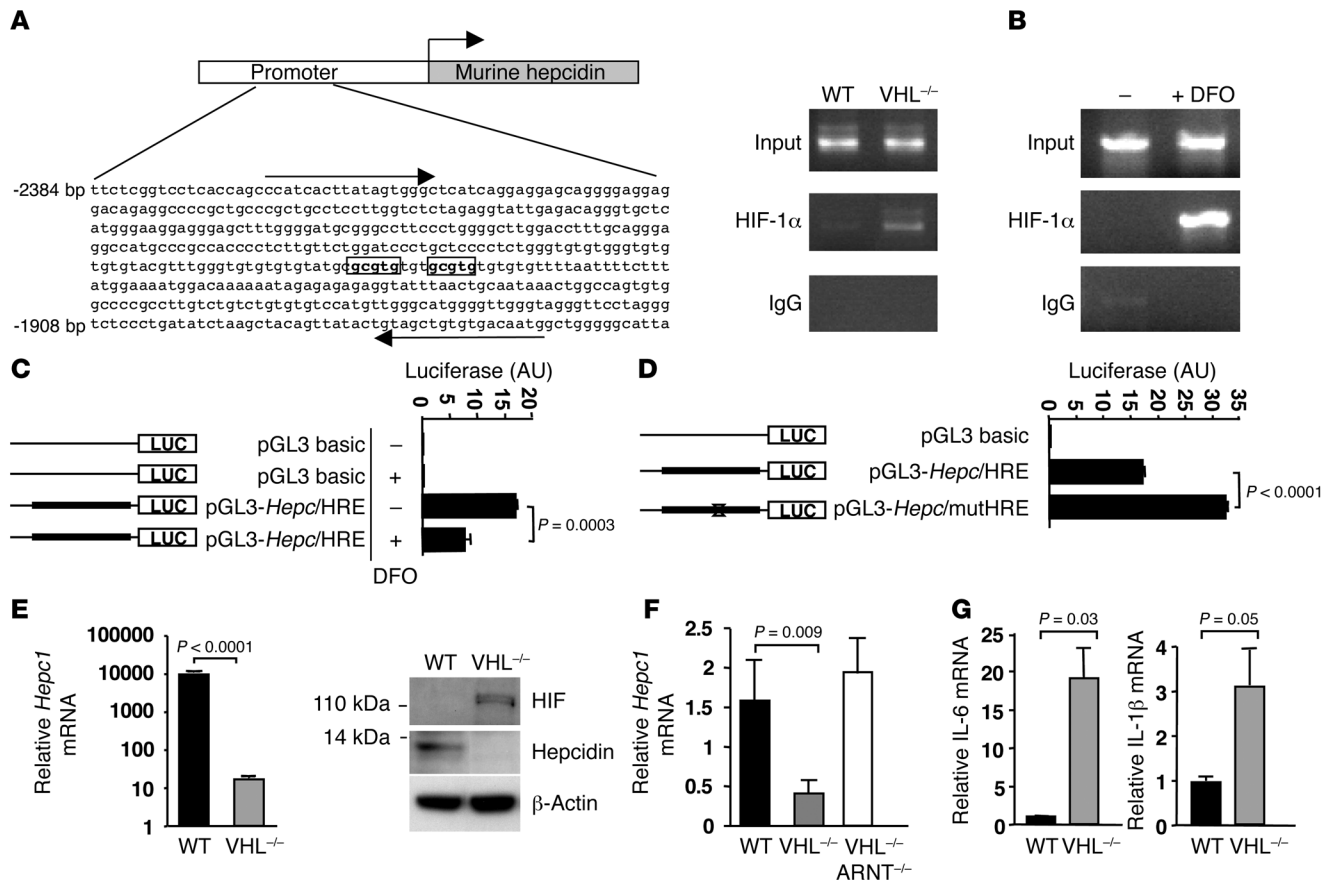 A
Promoter
Murine hepcidin
-2384 bp ttctcggtcctcaccagcccatcacttatagtgggctcatcaggaggagcaggggaggag
gacagaggccccgctgcccgctgcctccttggtctctagaggtattgagacagggtgctc
atgggaaggagggagctttggggatgcgggccttccctggggcttggacctttgcaggga
ggccatgcccgccacccctcttgttctggatccctgctcccctctgggtgtgtgggtgtg
tgtgtacgtttgggtgtgtgtgtatgcgcgtgtgtgcgtgtgtgtgttttaattttcttt
atggaaaatggacaaaaaatagagagagaggtatttaactgcaataaactggccagtgtg
gccccgccttgtctgtctgtgtgtccatgttgggcatggggttgggtagggttcctaggg
-1908 bp tctccctgatatctaagctacagttatactgtagctgtgtgacaatggctgggggcatta
WT VHL–/–
Input
HIF-1α
IgG
B
– + DFO
Input
HIF-1α
IgG
C
Luciferase (AU)
0 5 10 15 20
LUC pGL3 basic –
LUC pGL3 basic +
LUC pGL3-Hepc/HRE –
LUC pGL3-Hepc/HRE +
P = 0.0003
DFO
D
Luciferase (AU)
0 5 10 15 20 25 30 35
LUC pGL3 basic
LUC pGL3-Hepc/HRE
LUC pGL3-Hepc/mutHRE
P < 0.0001
E
Relative Hepc1
mRNA
100000
10000
1000
100
10
1
P < 0.0001
WT VHL–/–
WT VHL–/–
110 kDa
HIF
14 kDa
Hepcidin
β-Actin
F
Relative Hepc1
mRNA
2.5
2
1.5
1
0.5
0
P = 0.009
WT VHL–/– VHL–/–
ARNT–/–
G
Relative IL-6 mRNA
25
20
15
10
5
0
P = 0.03
WT VHL–/–
Relative IL-1β mRNA
4
3
2
1
0
P = 0.05
WT VHL–/–